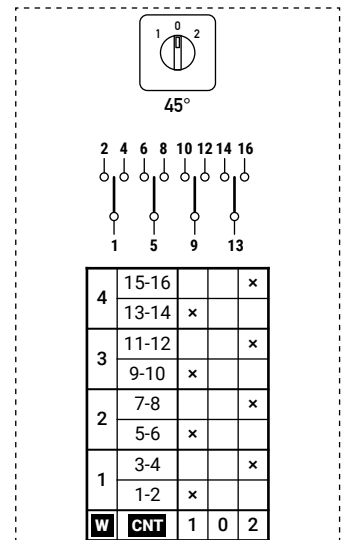 0
1 2
45°
2 4 6 8 10 12 14 16
1 5 9 13
4 15-16 ×
13-14 ×
3 11-12 ×
9-10 ×
2 7-8 ×
5-6 ×
1 3-4 ×
1-2 ×
W CNT 1 0 2